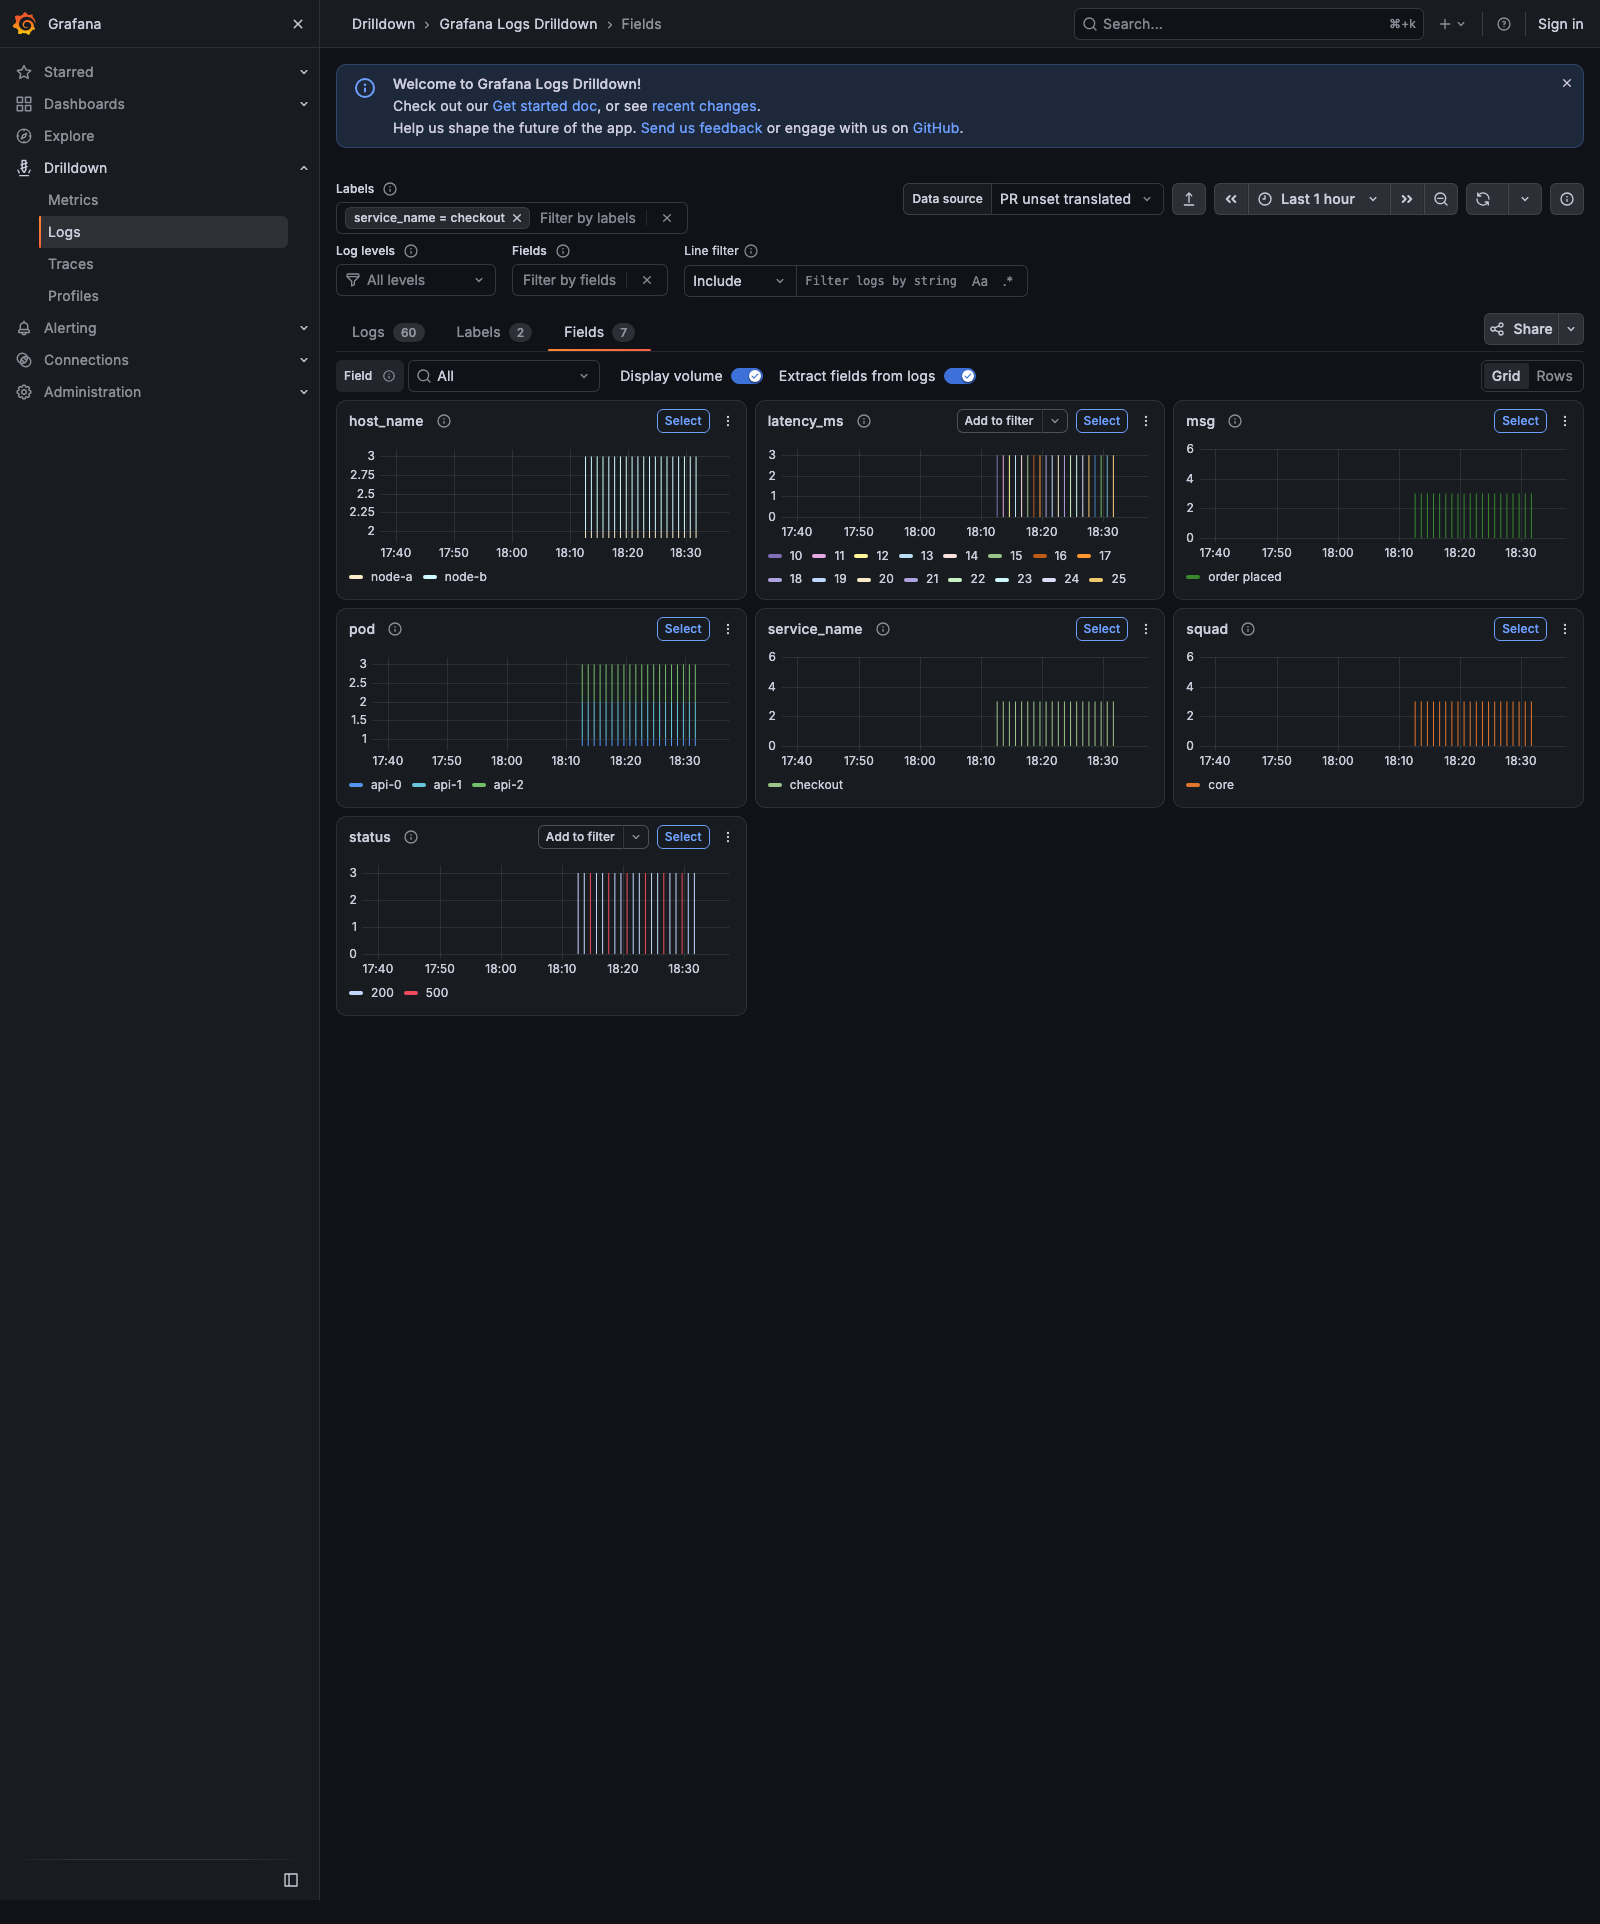 Grafana
Drilldown › Grafana Logs Drilldown › Fields
Search...
⌘+k
Sign in
Starred
Dashboards
Explore
Drilldown
Metrics
Logs
Traces
Profiles
Alerting
Connections
Administration
Welcome to Grafana Logs Drilldown!
Check out our Get started doc, or see recent changes.
Help us shape the future of the app. Send us feedback or engage with us on GitHub.
Labels
service_name = checkout
Filter by labels
Data source
PR unset translated
Last 1 hour
Log levels
All levels
Fields
Filter by fields
Line filter
Include
Filter logs by string
Aa
.*
Logs 60
Labels 2
Fields 7
Share
Field
All
Display volume
Extract fields from logs
Grid
Rows
host_name
Select
3
2.75
2.5
2.25
2
17:40 17:50 18:00 18:10 18:20 18:30
node-a node-b
latency_ms
Add to filter
Select
3
2
1
0
17:40 17:50 18:00 18:10 18:20 18:30
10 11 12 13 14 15 16 17
18 19 20 21 22 23 24 25
msg
Select
6
4
2
0
17:40 17:50 18:00 18:10 18:20 18:30
order placed
pod
Select
3
2.5
2
1.5
1
17:40 17:50 18:00 18:10 18:20 18:30
api-0 api-1 api-2
service_name
Select
6
4
2
0
17:40 17:50 18:00 18:10 18:20 18:30
checkout
squad
Select
6
4
2
0
17:40 17:50 18:00 18:10 18:20 18:30
core
status
Add to filter
Select
3
2
1
0
17:40 17:50 18:00 18:10 18:20 18:30
200 500